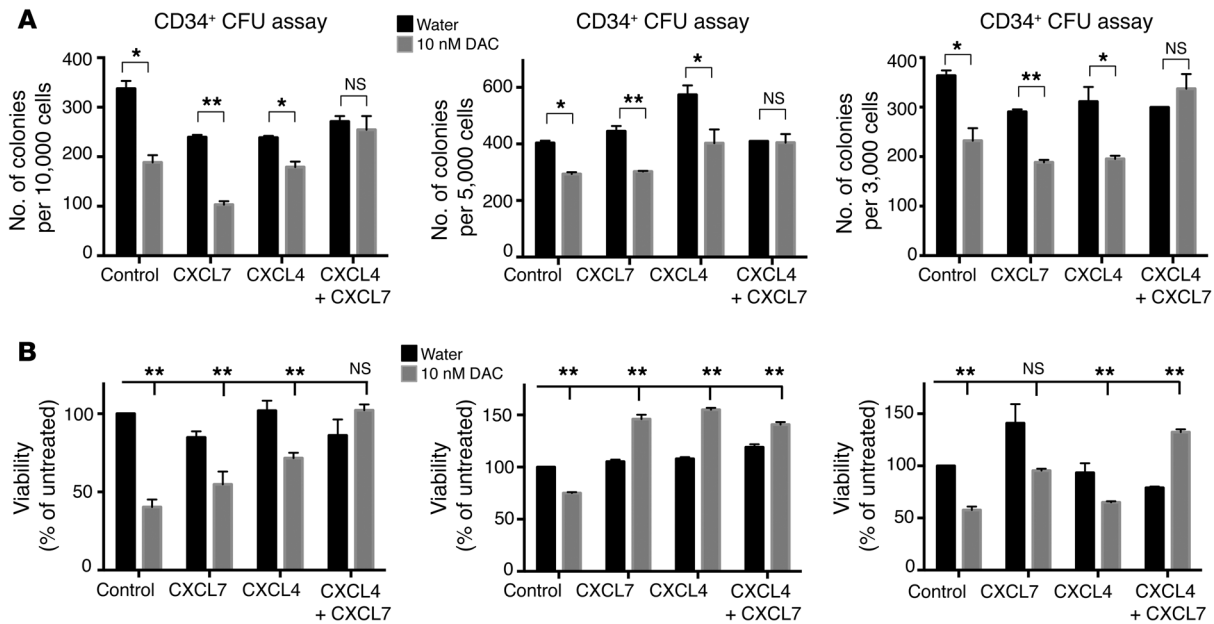 A
CD34⁺ CFU assay
No. of colonies
per 10,000 cells
400
300
200
100
0
*
**
*
NS
Control
CXCL7
CXCL4
CXCL4
+ CXCL7
Water
10 nM DAC
CD34⁺ CFU assay
No. of colonies
per 5,000 cells
600
400
200
0
*
**
*
NS
Control
CXCL7
CXCL4
CXCL4
+ CXCL7
CD34⁺ CFU assay
No. of colonies
per 3,000 cells
400
300
200
100
0
*
**
*
NS
Control
CXCL7
CXCL4
CXCL4
+ CXCL7
B
Viability
(% of untreated)
100
50
0
**
**
**
NS
Control
CXCL7
CXCL4
CXCL4
+ CXCL7
Water
10 nM DAC
Viability
(% of untreated)
150
100
50
0
**
**
**
**
Control
CXCL7
CXCL4
CXCL4
+ CXCL7
Viability
(% of untreated)
150
100
50
0
**
NS
**
**
Control
CXCL7
CXCL4
CXCL4
+ CXCL7